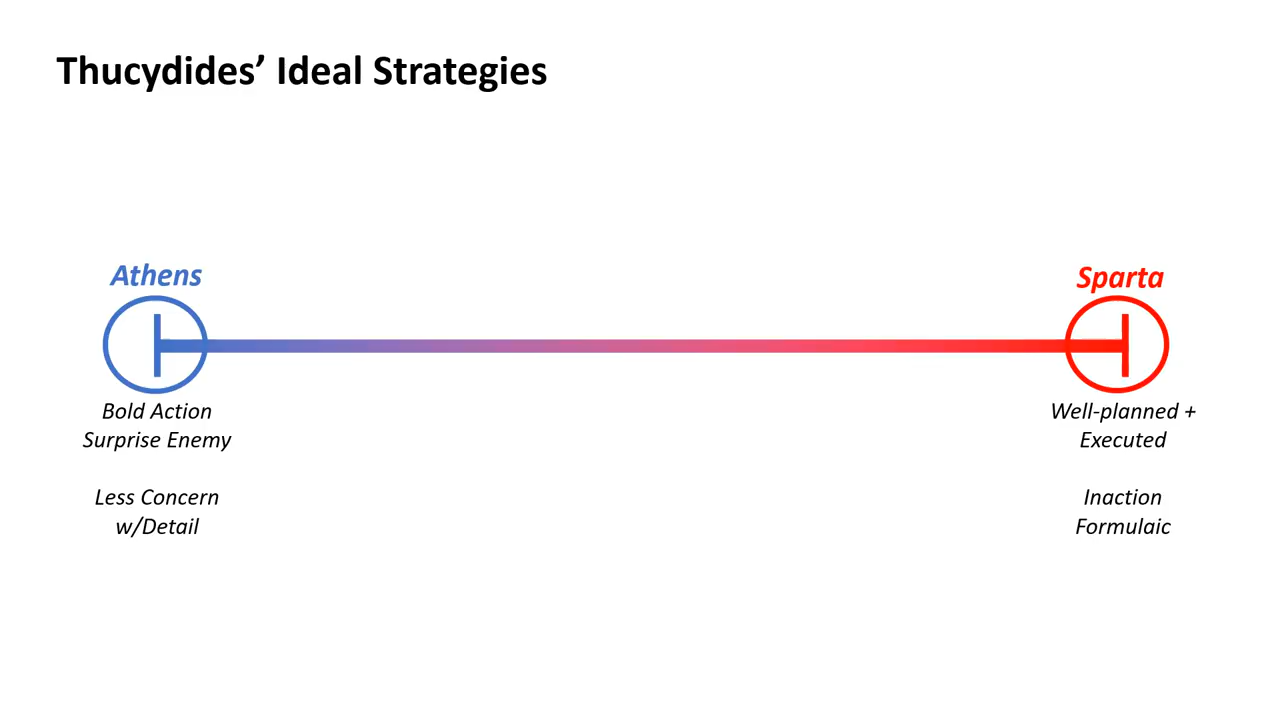 Thucydides’ Ideal Strategies
Athens
Bold Action
Surprise Enemy
Less Concern
w/Detail
Sparta
Well-planned +
Executed
Inaction
Formulaic